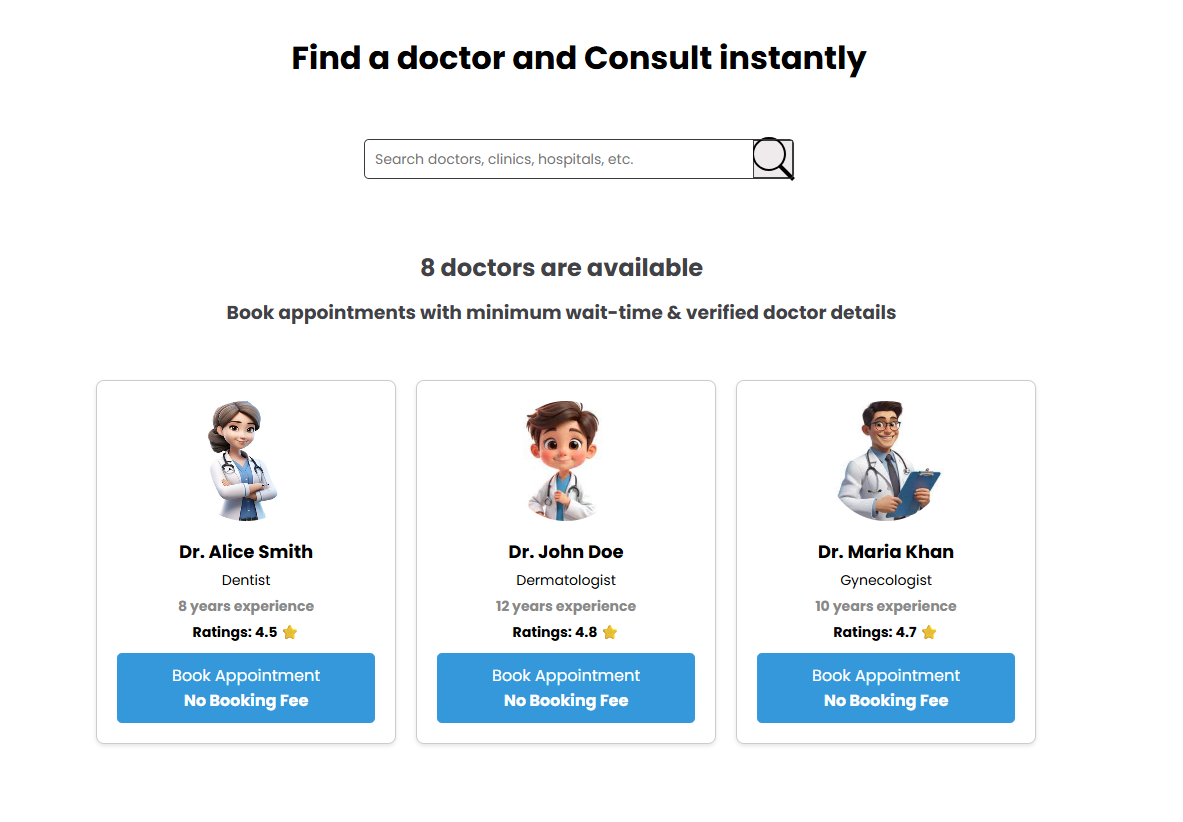 Find a doctor and Consult instantly
Search doctors, clinics, hospitals, etc.
8 doctors are available
Book appointments with minimum wait-time & verified doctor details
Dr. Alice Smith
Dentist
8 years experience
Ratings: 4.5 ⭐
Book Appointment
No Booking Fee
Dr. John Doe
Dermatologist
12 years experience
Ratings: 4.8 ⭐
Book Appointment
No Booking Fee
Dr. Maria Khan
Gynecologist
10 years experience
Ratings: 4.7 ⭐
Book Appointment
No Booking Fee